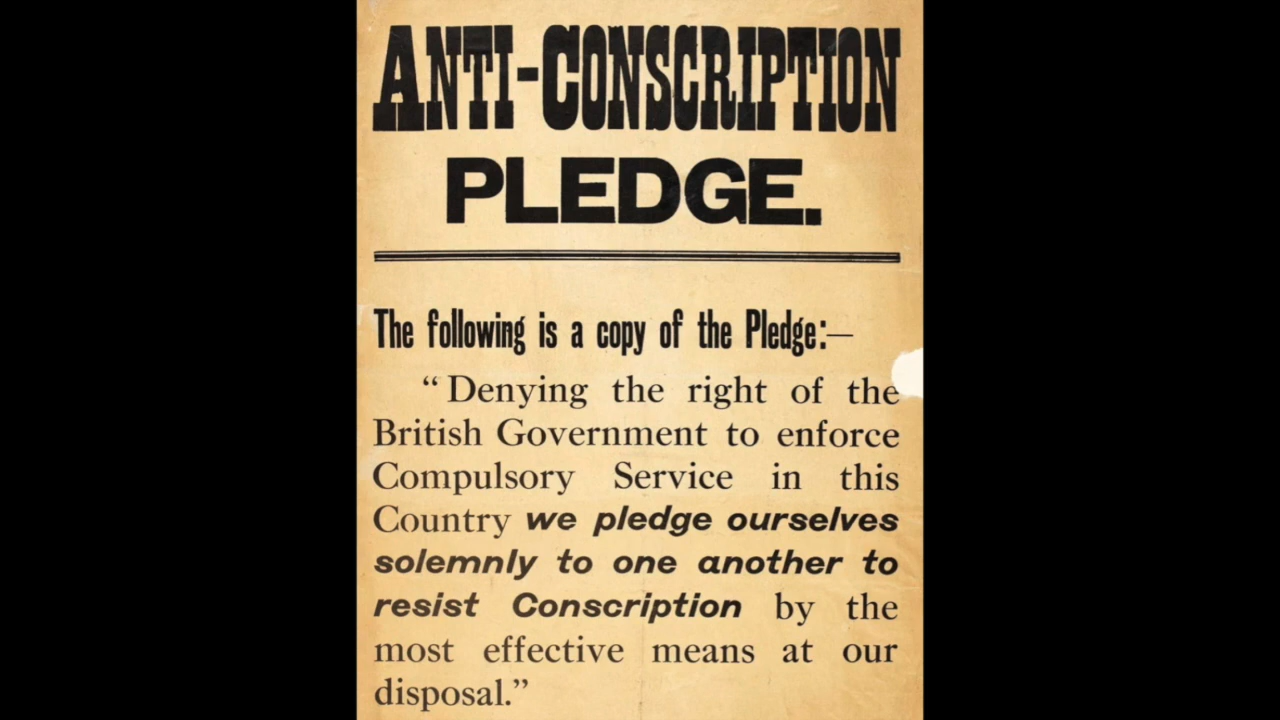 ANTI-CONSCRIPTION
PLEDGE.
The following is a copy of the Pledge:—
“Denying the right of the
British Government to enforce
Compulsory Service in this
Country we pledge ourselves
solemnly to one another to
resist Conscription by the
most effective means at our
disposal.”